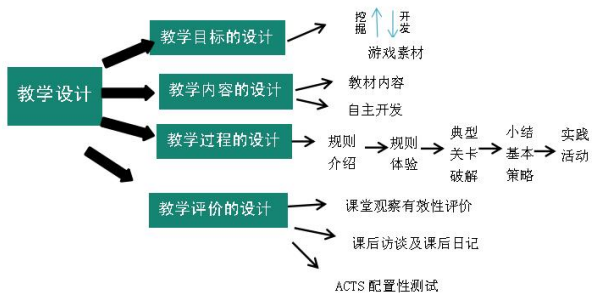 教学设计
教学目标的设计
挖掘
开发
游戏素材
教学内容的设计
教材内容
自主开发
教学过程的设计
规则
介绍
规则
体验
典型
关卡
破解
小结
基本
策略
实践
活动
教学评价的设计
课堂观察有效性评价
课后访谈及课后日记
ACTS 配置性测试